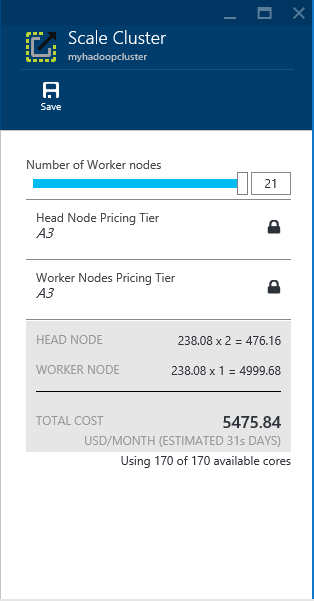 Scale Cluster
myhadoopcluster
Save
Number of Worker nodes
21
Head Node Pricing Tier
A3
Worker Nodes Pricing Tier
A3
HEAD NODE 238.08 x 2 = 476.16
WORKER NODE 238.08 x 1 = 4999.68
TOTAL COST 5475.84
USD/MONTH (ESTIMATED 31s DAYS)
Using 170 of 170 available cores